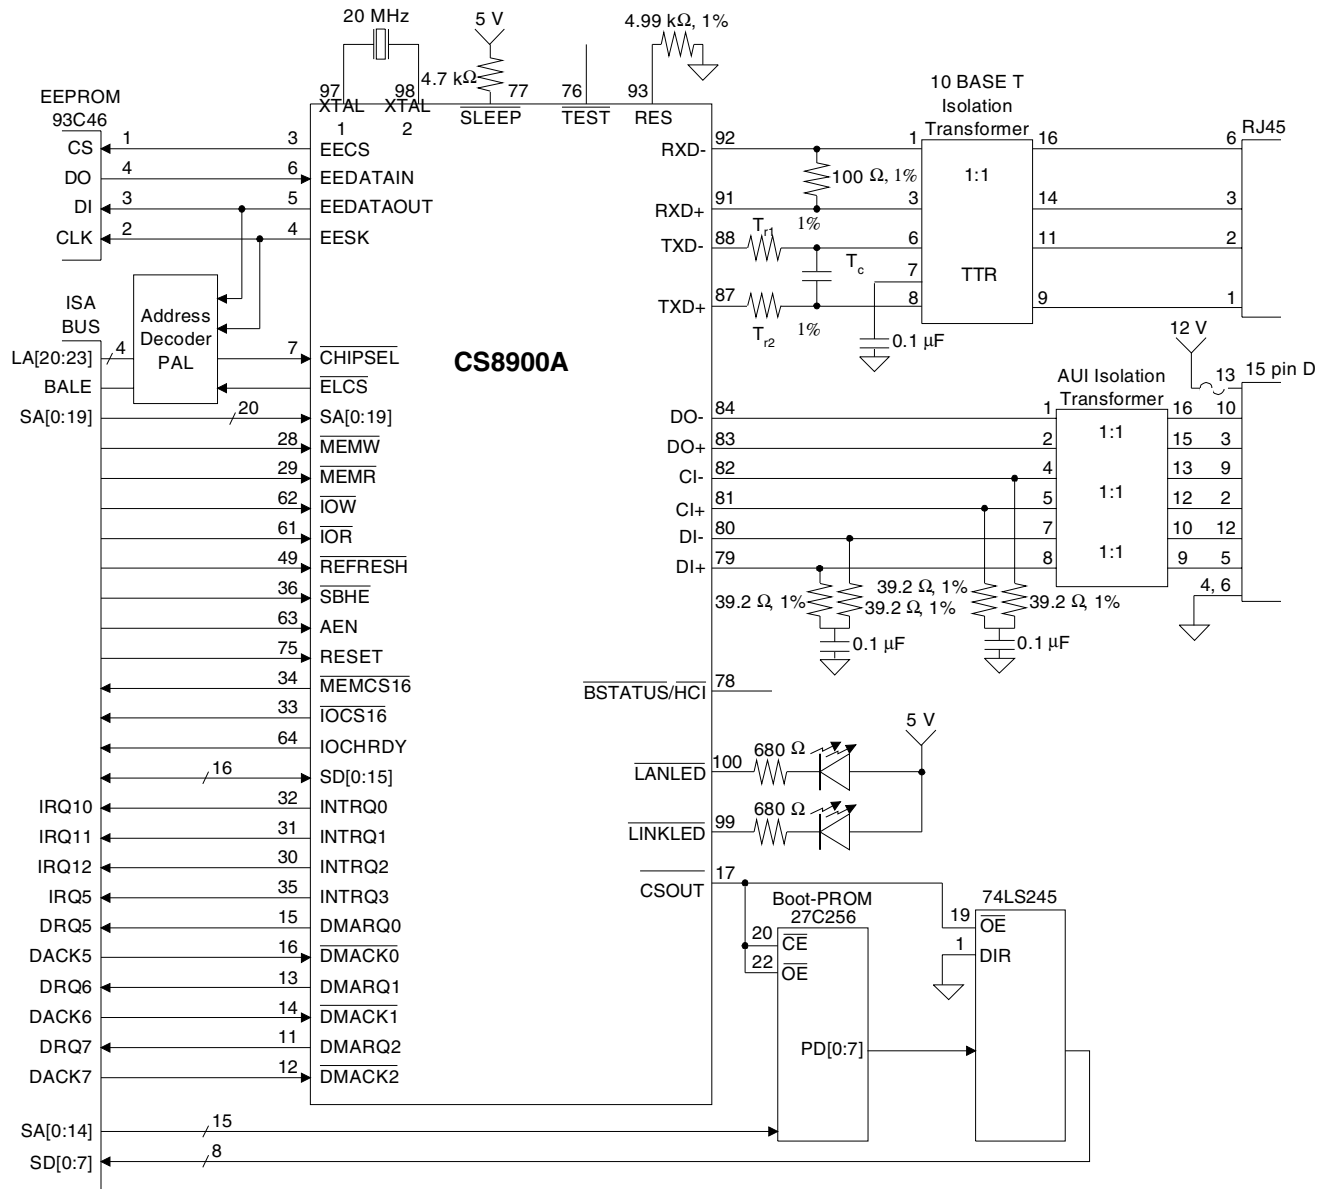 20 MHz
5 V
4.99 kΩ, 1%
4.7 kΩ
97
98
77
76
93
XTAL
1
XTAL
2
SLEEP
TEST
RES
EEPROM
93C46
CS 1 3 EECS
DO 4 6 EEDATAIN
DI 3 5 EEDATAOUT
CLK 2 4 EESK
ISA
BUS
Address
Decoder
PAL
LA[20:23] 4 7 CHIPSEL
BALE ELCS
SA[0:19] 20 SA[0:19]
28 MEMW
29 MEMR
62 IOW
61 IOR
49 REFRESH
36 SBHE
63 AEN
75 RESET
34 MEMCS16
33 IOCS16
64 IOCHRDY
16 SD[0:15]
IRQ10 32 INTRQ0
IRQ11 31 INTRQ1
IRQ12 30 INTRQ2
IRQ5 35 INTRQ3
DRQ5 15 DMARQ0
DACK5 16 DMACK0
DRQ6 13 DMARQ1
DACK6 14 DMACK1
DRQ7 11 DMARQ2
DACK7 12 DMACK2
SA[0:14] 15
SD[0:7] 8
CS8900A
10 BASE T
Isolation
Transformer
RJ45
RXD- 92 1 16 6
100 Ω, 1%
1:1
RXD+ 91 3 14 3
Tr1 1%
TXD- 88 6 11 2
Tc
7 TTR
TXD+ 87 8 9 1
Tr2 1%
0.1 µF
12 V
13 15 pin D
AUI Isolation
Transformer
DO- 84 1 16 10
1:1
DO+ 83 2 15 3
CI- 82 4 13 9
1:1
CI+ 81 5 12 2
DI- 80 7 10 12
1:1
DI+ 79 8 9 5
4, 6
39.2 Ω, 1%
39.2 Ω, 1%
39.2 Ω, 1%
39.2 Ω, 1%
0.1 µF
0.1 µF
BSTATUS/HCI 78
5 V
680 Ω
LANLED 100
680 Ω
LINKLED 99
CSOUT 17
Boot-PROM
27C256
20 CE
22 OE
PD[0:7]
74LS245
19 OE
1 DIR